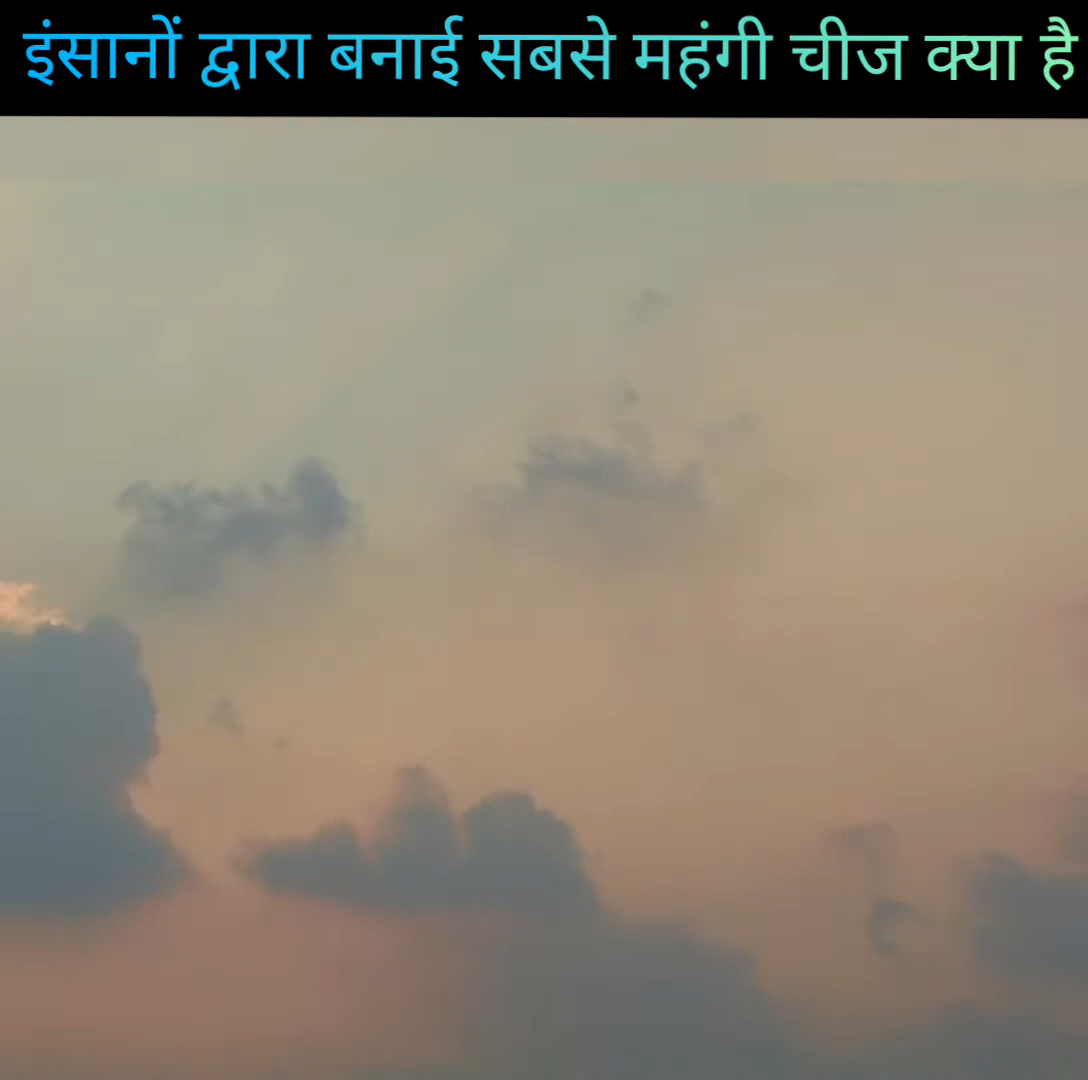 इंसानों द्वारा बनाई सबसे महंगी चीज क्या है